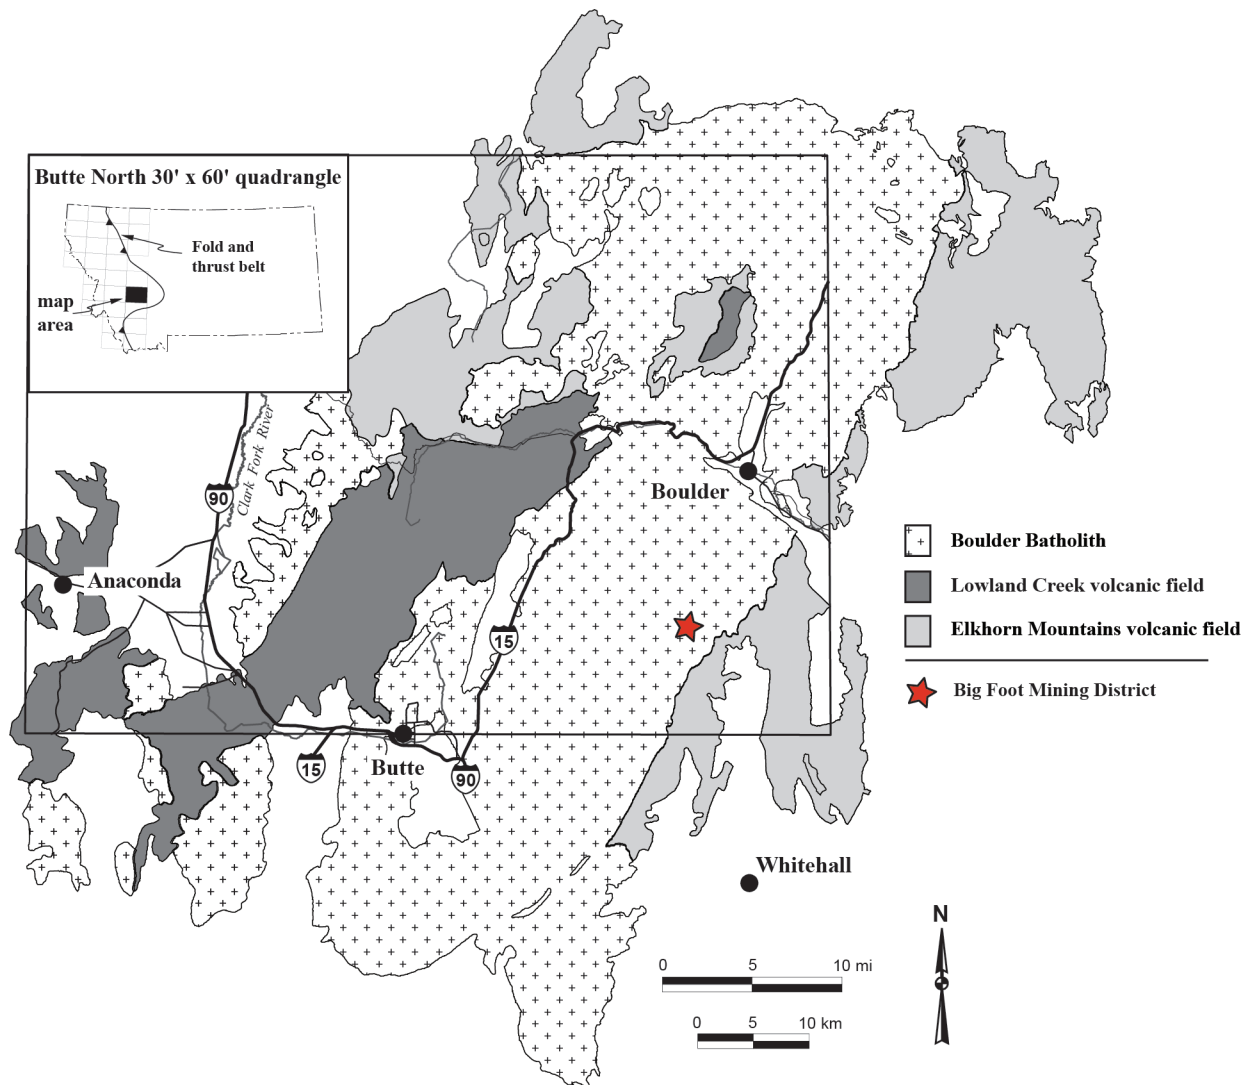 Butte North 30' x 60' quadrangle
Fold and
thrust belt
map
area
Clark Fork River
90
Boulder
Anaconda
15
15
Butte
90
Whitehall
Boulder Batholith
Lowland Creek volcanic field
Elkhorn Mountains volcanic field
Big Foot Mining District
N
0 5 10 mi
0 5 10 km